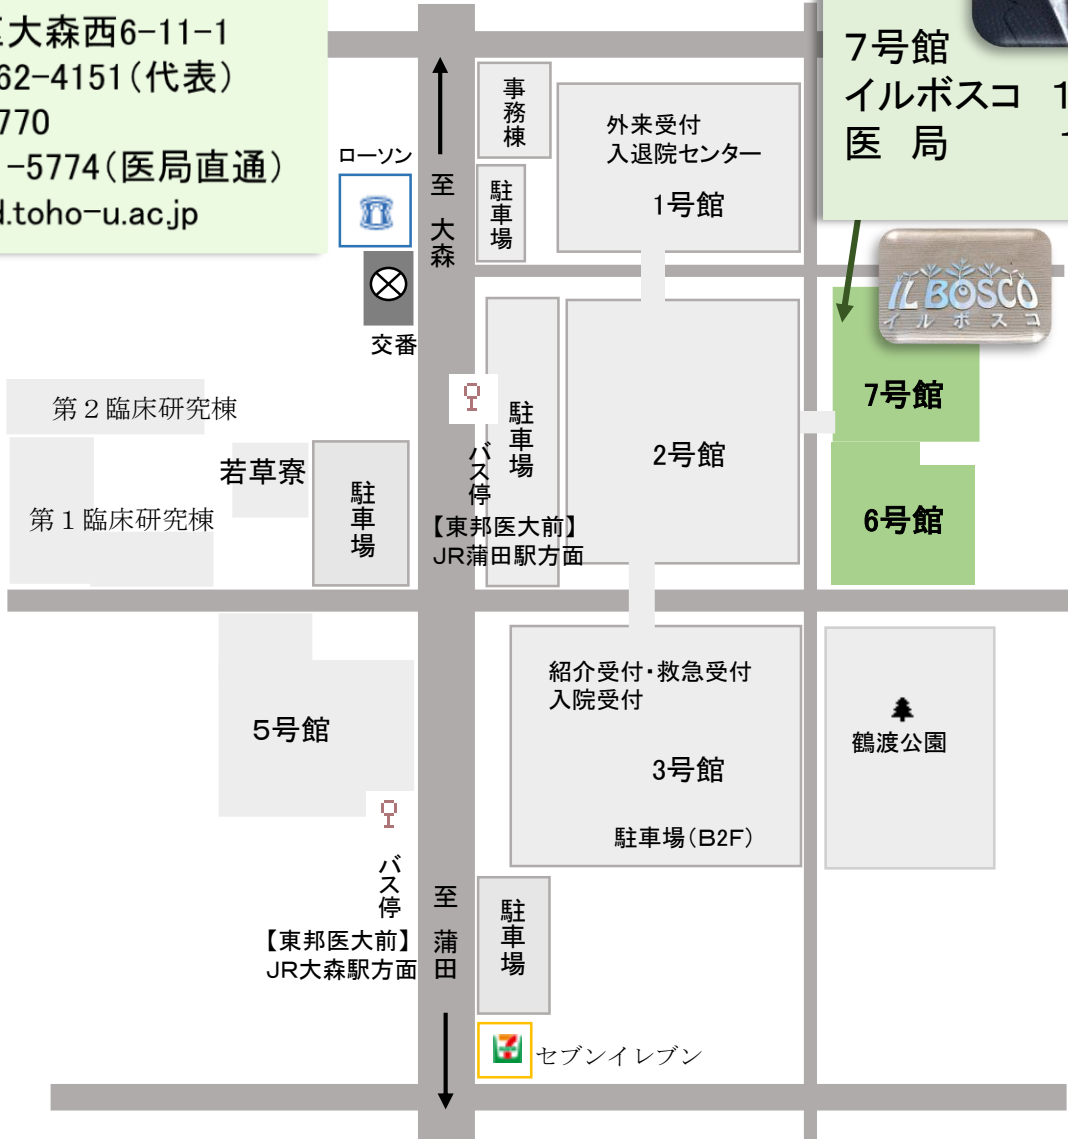 区大森西6-11-1
62-4151(代表)
770
-5774(医局直通)
d.toho-u.ac.jp
7号館
イルボスコ 1
医 局
IL BOSCO
イルボスコ
事務棟
外来受付
入退院センター
1号館
ローソン
駐車場
至 大森
交番
7号館
第2臨床研究棟
駐車場
2号館
バス停
若草寮
駐車場
第1臨床研究棟
6号館
【東邦医大前】
JR蒲田駅方面
紹介受付・救急受付
入院受付
5号館
3号館
鶴渡公園
駐車場(B2F)
バス停
【東邦医大前】
JR大森駅方面
至 蒲田
駐車場
セブンイレブン